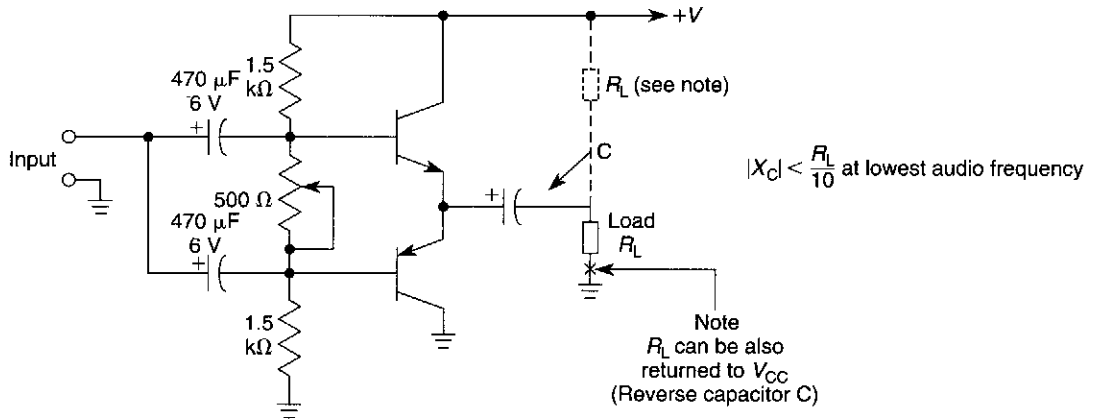 +V
470 μF
6 V
+
1.5
kΩ
R_L (see note)
Input
C
|X_C| < R_L/10 at lowest audio frequency
500 Ω
+
Load
R_L
470 μF
6 V
+
1.5
kΩ
Note
R_L can be also
returned to V_CC
(Reverse capacitor C)